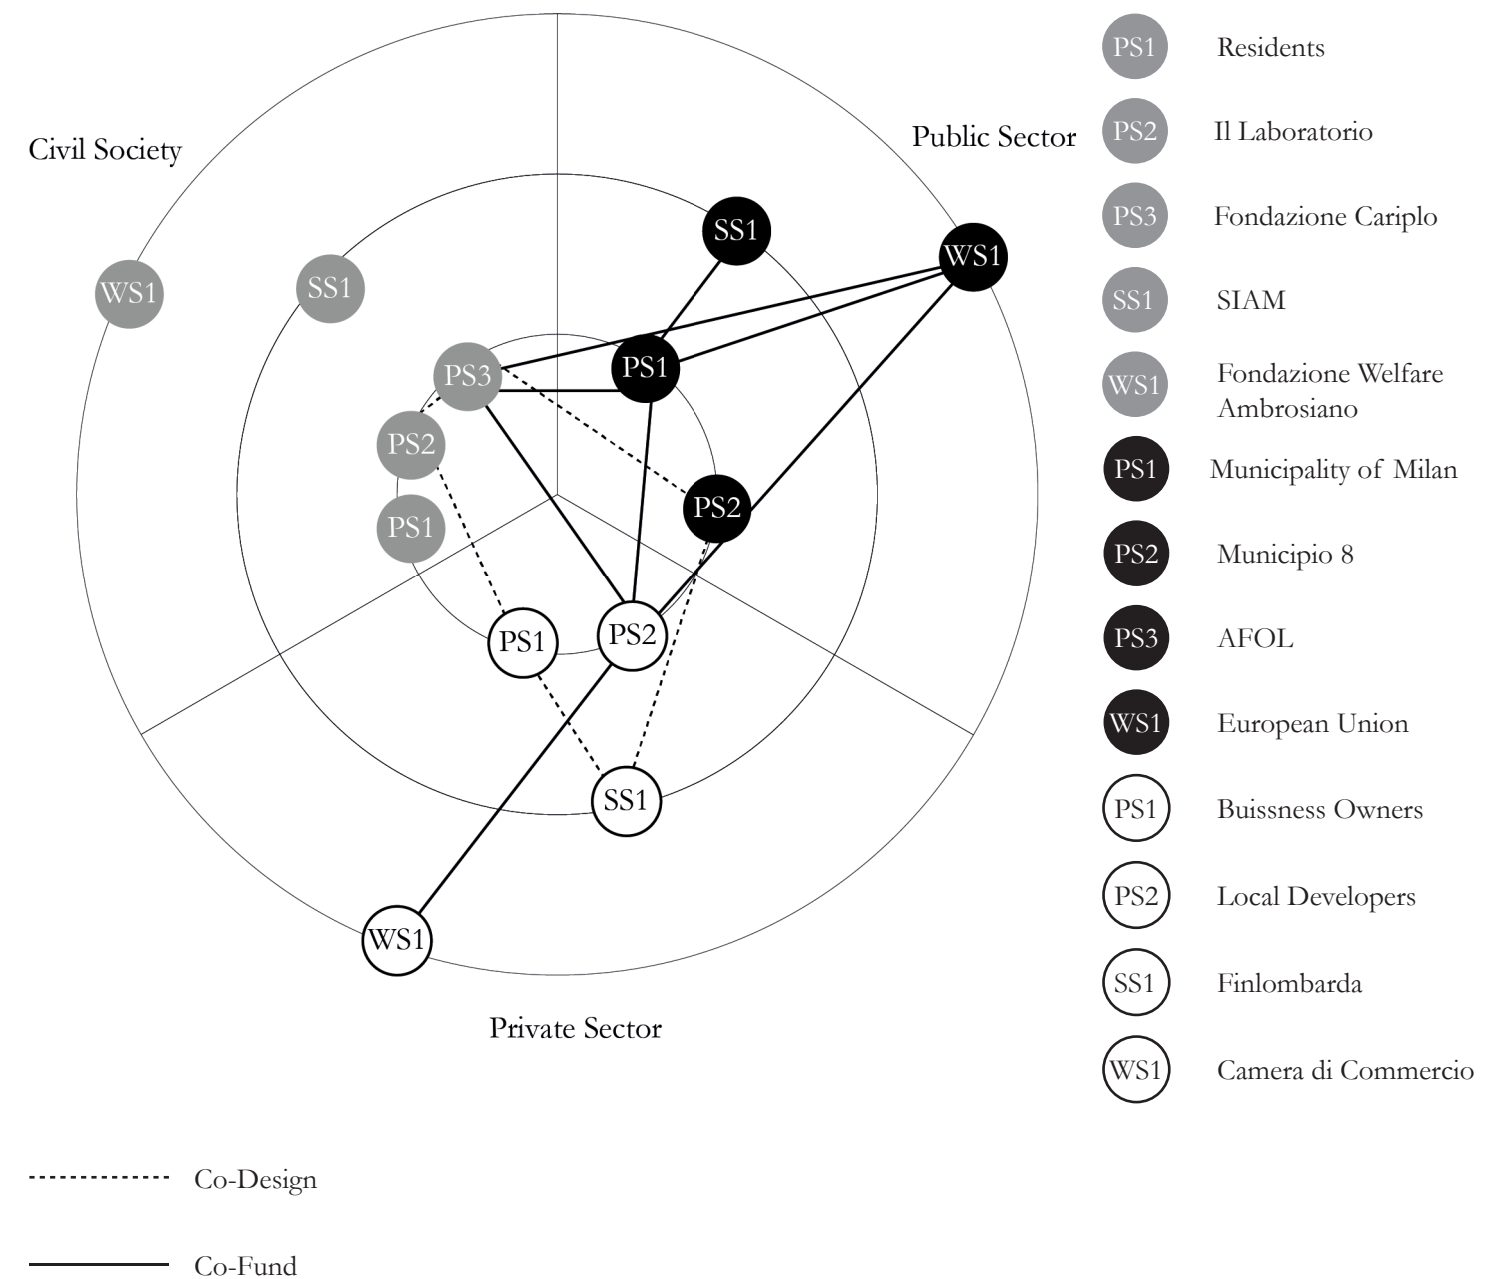 Civil Society
Public Sector
SS1
WS1
WS1
SS1
PS3
PS1
PS2
PS2
PS1
PS1
PS2
SS1
WS1
Private Sector
PS1 Residents
PS2 Il Laboratorio
PS3 Fondazione Cariplo
SS1 SIAM
WS1 Fondazione Welfare
Ambrosiano
PS1 Municipality of Milan
PS2 Municipio 8
PS3 AFOL
WS1 European Union
PS1 Buissness Owners
PS2 Local Developers
SS1 Finlombarda
WS1 Camera di Commercio
Co-Design
Co-Fund